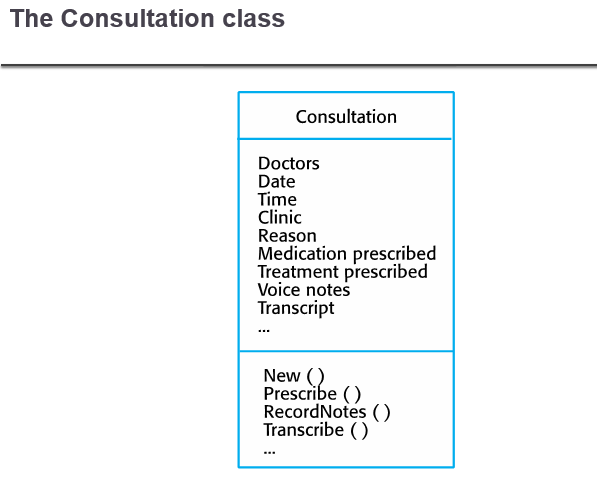 The Consultation class
Consultation
Doctors
Date
Time
Clinic
Reason
Medication prescribed
Treatment prescribed
Voice notes
Transcript
...
New ( )
Prescribe ( )
RecordNotes ( )
Transcribe ( )
...